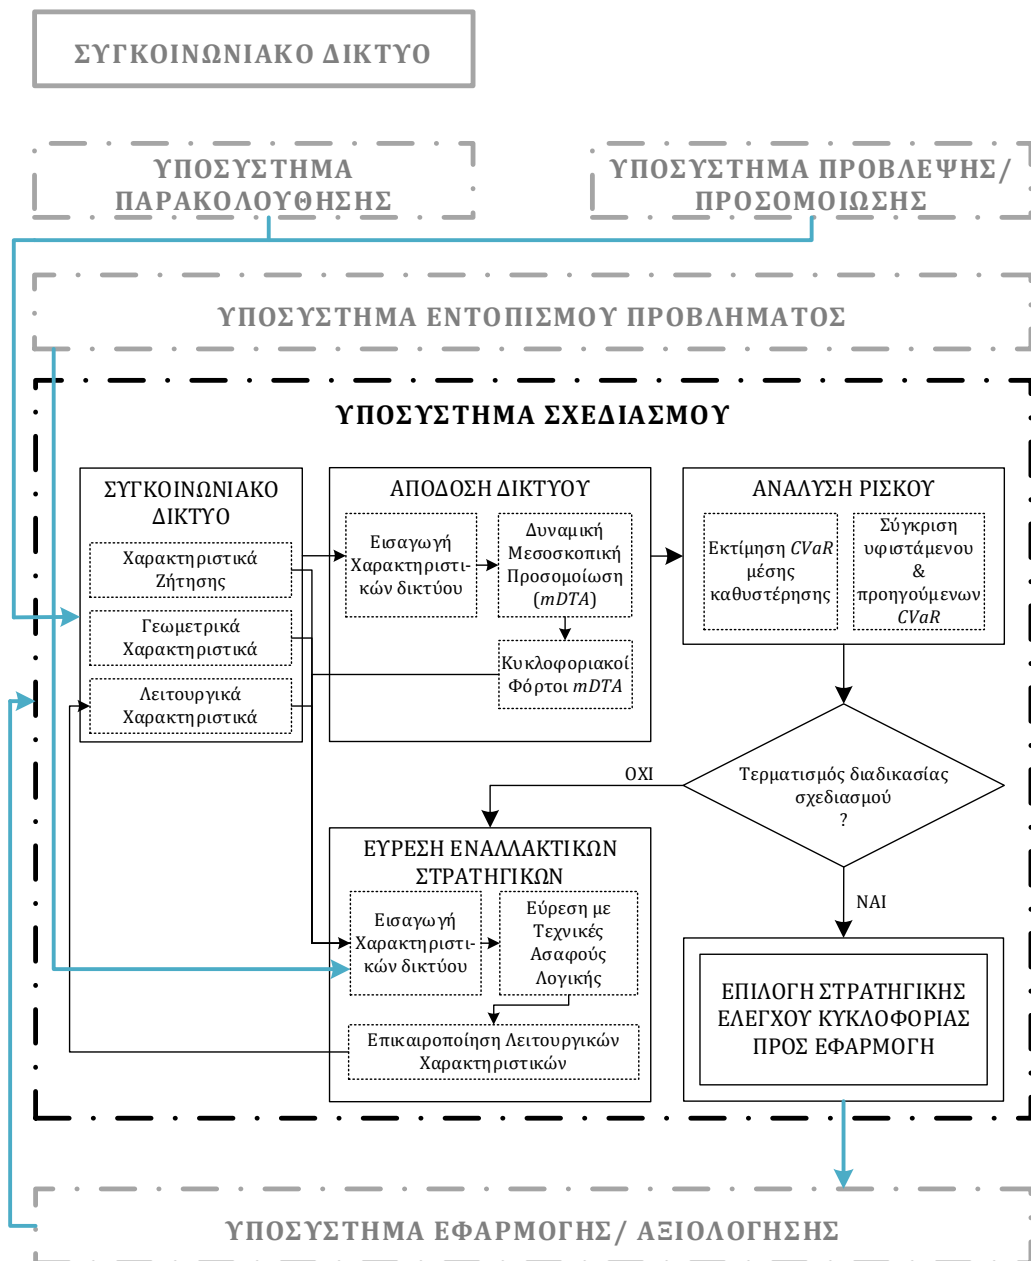 ΣΥΓΚΟΙΝΩΝΙΑΚΟ ΔΙΚΤΥΟ
ΥΠΟΣΥΣΤΗΜΑ
ΠΑΡΑΚΟΛΟΥΘΗΣΗΣ
ΥΠΟΣΥΣΤΗΜΑ ΠΡΟΒΛΕΨΗΣ/
ΠΡΟΣΟΜΟΙΩΣΗΣ
ΥΠΟΣΥΣΤΗΜΑ ΕΝΤΟΠΙΣΜΟΥ ΠΡΟΒΛΗΜΑΤΟΣ
ΥΠΟΣΥΣΤΗΜΑ ΣΧΕΔΙΑΣΜΟΥ
ΣΥΓΚΟΙΝΩΝΙΑΚΟ
ΔΙΚΤΥΟ
Χαρακτηριστικά
Ζήτησης
Γεωμετρικά
Χαρακτηριστικά
Λειτουργικά
Χαρακτηριστικά
ΑΠΟΔΟΣΗ ΔΙΚΤΥΟΥ
Εισαγωγή
Χαρακτηριστι-
κών δικτύου
Δυναμική
Μεσοσκοπική
Προσομοίωση
(mDTA)
Κυκλοφοριακοί
Φόρτοι mDTA
ΑΝΑΛΥΣΗ ΡΙΣΚΟΥ
Εκτίμηση CVaR
μέσης
καθυστέρησης
Σύγκριση
υφιστάμενου
&
προηγούμενων
CVaR
Τερματισμός διαδικασίας
σχεδιασμού
?
ΟΧΙ
ΝΑΙ
ΕΥΡΕΣΗ ΕΝΑΛΛΑΚΤΙΚΩΝ
ΣΤΡΑΤΗΓΙΚΩΝ
Εισαγωγή
Χαρακτηριστι-
κών δικτύου
Εύρεση με
Τεχνικές
Ασαφούς
Λογικής
Επικαιροποίηση Λειτουργικών
Χαρακτηριστικών
ΕΠΙΛΟΓΗ ΣΤΡΑΤΗΓΙΚΗΣ
ΕΛΕΓΧΟΥ ΚΥΚΛΟΦΟΡΙΑΣ
ΠΡΟΣ ΕΦΑΡΜΟΓΗ
ΥΠΟΣΥΣΤΗΜΑ ΕΦΑΡΜΟΓΗΣ/ ΑΞΙΟΛΟΓΗΣΗΣ